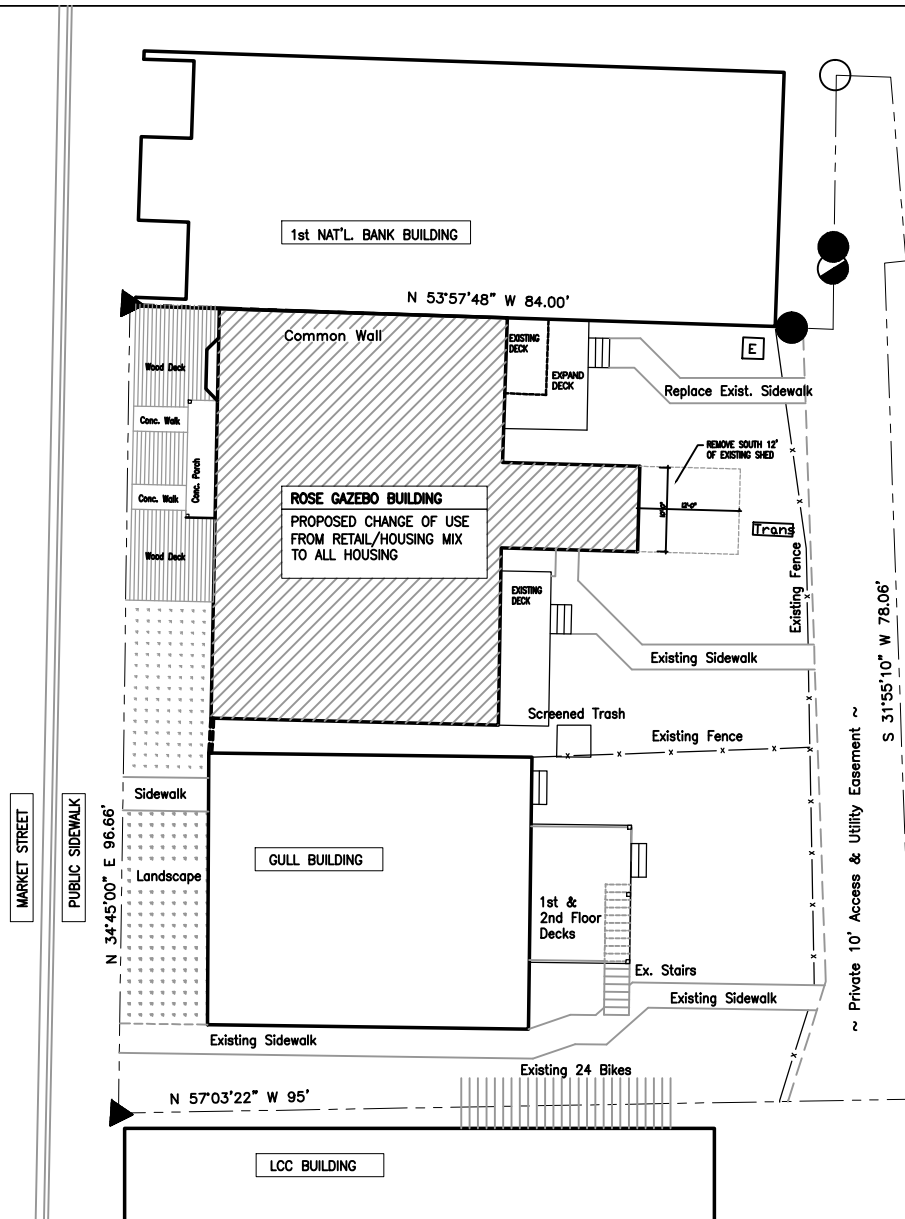 1st NAT'L. BANK BUILDING
N 53°57'48" W 84.00'
Common Wall
EXISTING
DECK
EXPAND
DECK
E
Replace Exist. Sidewalk
Wood Deck
Conc. Walk
Conc. Porch
Conc. Walk
Wood Deck
REMOVE SOUTH 12'
OF EXISTING SHED
12'-0"
ROSE GAZEBO BUILDING
PROPOSED CHANGE OF USE
FROM RETAIL/HOUSING MIX
TO ALL HOUSING
Trans
Existing Fence
EXISTING
DECK
Existing Sidewalk
S 31°55'10" W 78.06'
Screened Trash
Existing Fence
~ Private 10' Access & Utility Easement ~
MARKET STREET
PUBLIC SIDEWALK
N 34°45'00" E 96.66'
Sidewalk
Landscape
GULL BUILDING
1st &
2nd Floor
Decks
Ex. Stairs
Existing Sidewalk
Existing Sidewalk
Existing 24 Bikes
N 57°03'22" W 95'
LCC BUILDING